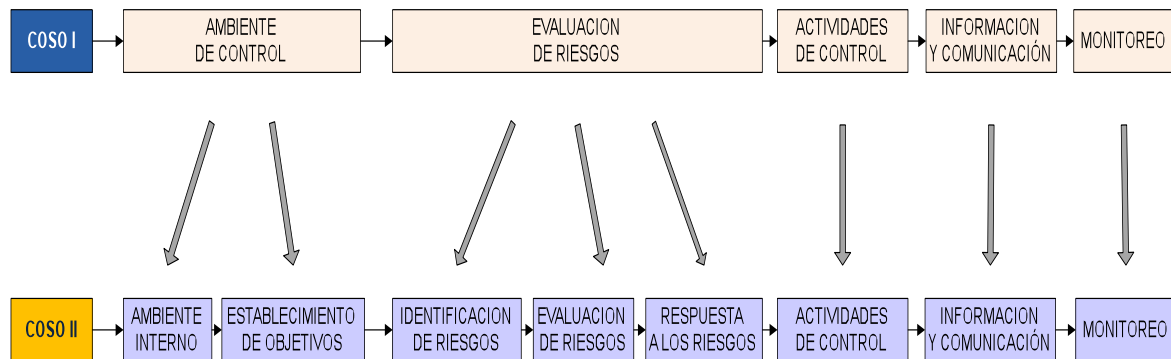 COSO I
AMBIENTE
DE CONTROL
EVALUACION
DE RIESGOS
ACTIVIDADES
DE CONTROL
INFORMACION
Y COMUNICACIÓN
MONITOREO
COSO II
AMBIENTE
INTERNO
ESTABLECIMIENTO
DE OBJETIVOS
IDENTIFICACION
DE RIESGOS
EVALUACION
DE RIESGOS
RESPUESTA
A LOS RIESGOS
ACTIVIDADES
DE CONTROL
INFORMACION
Y COMUNICACIÓN
MONITOREO